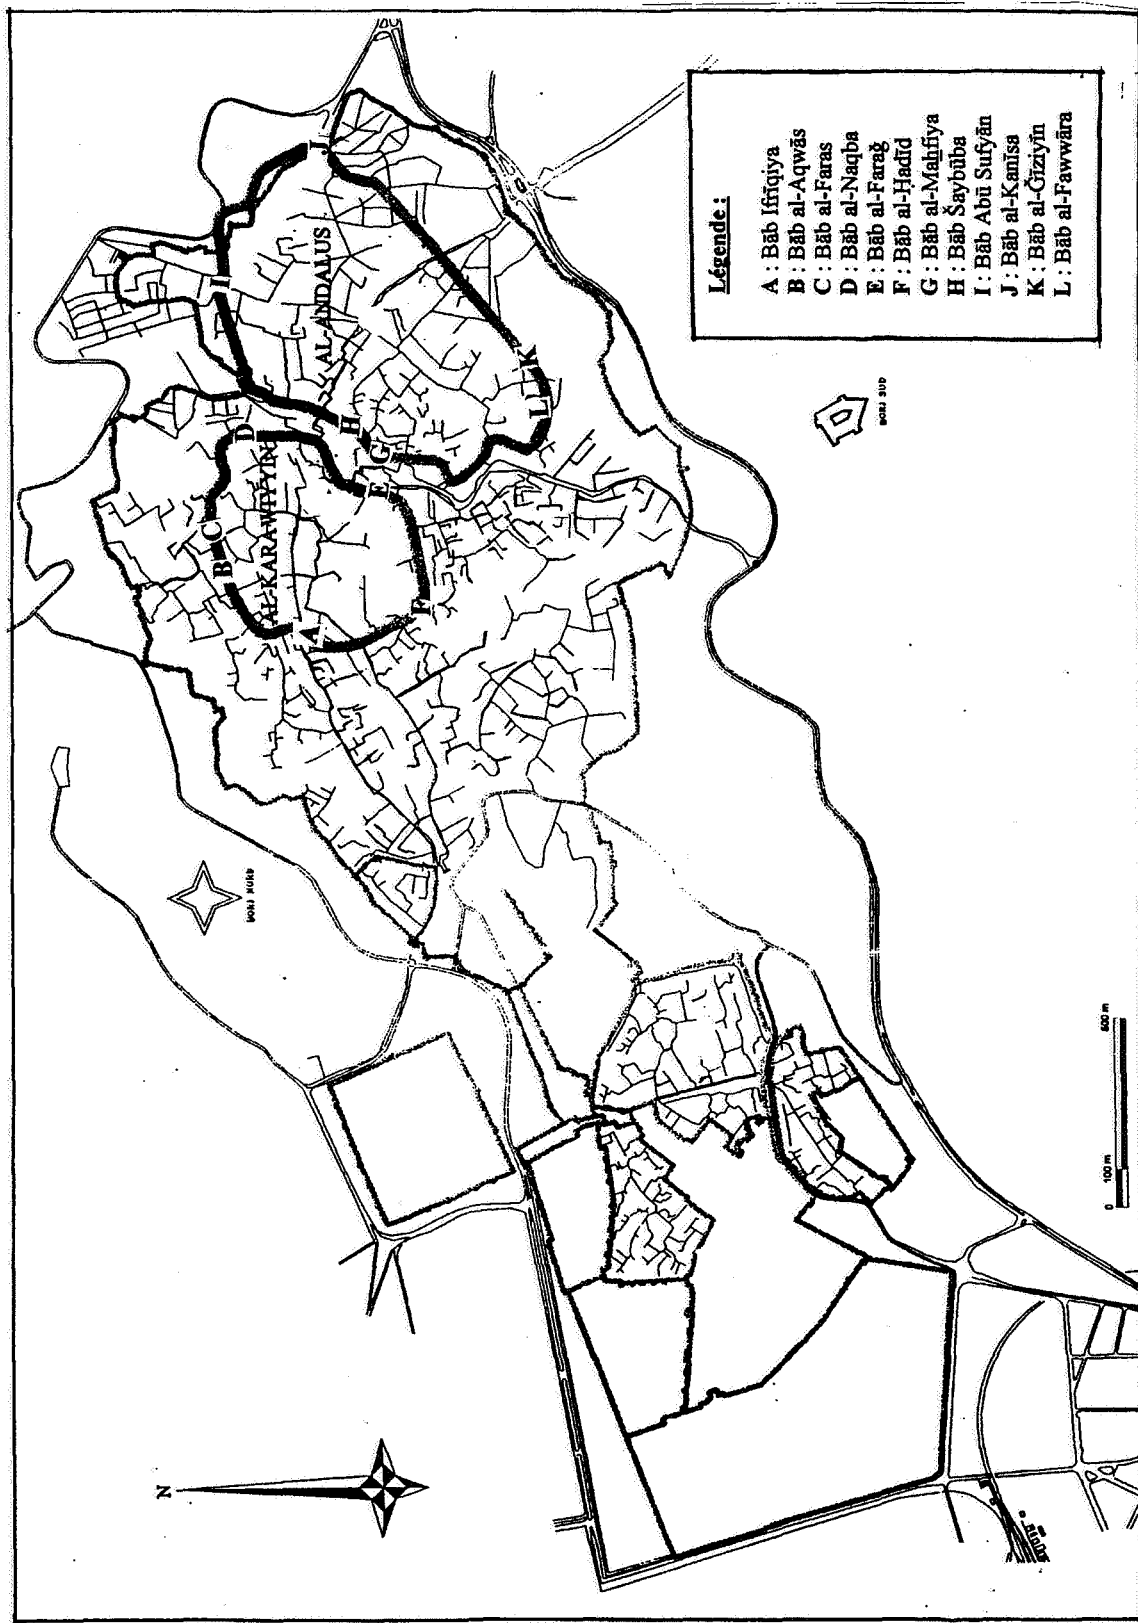 N
BORJ NORD
AL-KARAWIYYIN
AL-ANDALUS
A
B
C
D
E
F
G
H
I
J
K
L
BORJ SUD
Légende :
A : Bāb Ifrīqiya
B : Bāb al-Aqwās
C : Bāb al-Faras
D : Bāb al-Naqba
E : Bāb al-Farağ
F : Bāb al-Ḥadīd
G : Bāb al-Maḫfiya
H : Bāb Šaybūba
I : Bāb Abū Sufyān
J : Bāb al-Kanīsa
K : Bāb al-Ğīziyīn
L : Bāb al-Fawwāra
0 100 m 500 m